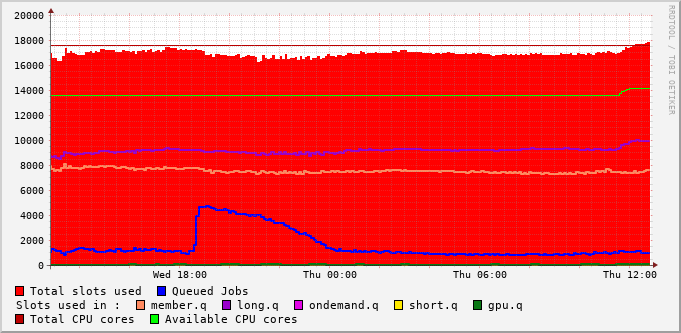 20000
18000
16000
14000
12000
10000
8000
6000
4000
2000
0
Wed 18:00 Thu 00:00 Thu 06:00 Thu 12:00
RRDTOOL / TOBI OETIKER
Total slots used Queued Jobs
Slots used in : member.q long.q ondemand.q short.q gpu.q
Total CPU cores Available CPU cores